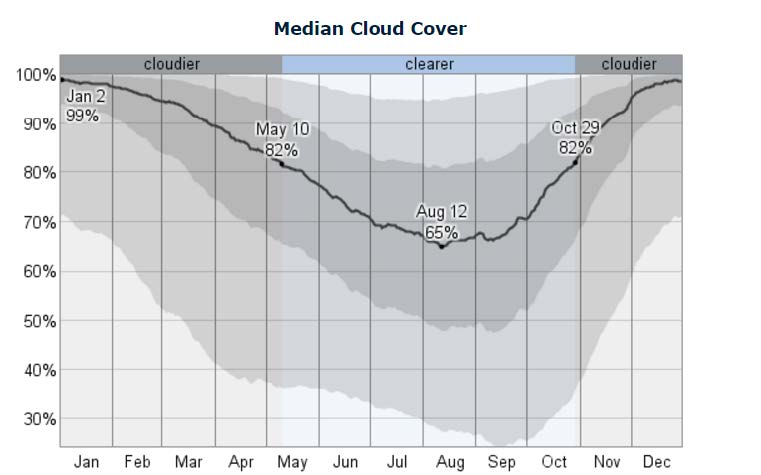 Median Cloud Cover
cloudier clearer cloudier
100%
90%
80%
70%
60%
50%
40%
30%
Jan 2
99%
May 10
82%
Aug 12
65%
Oct 29
82%
Jan Feb Mar Apr May Jun Jul Aug Sep Oct Nov Dec